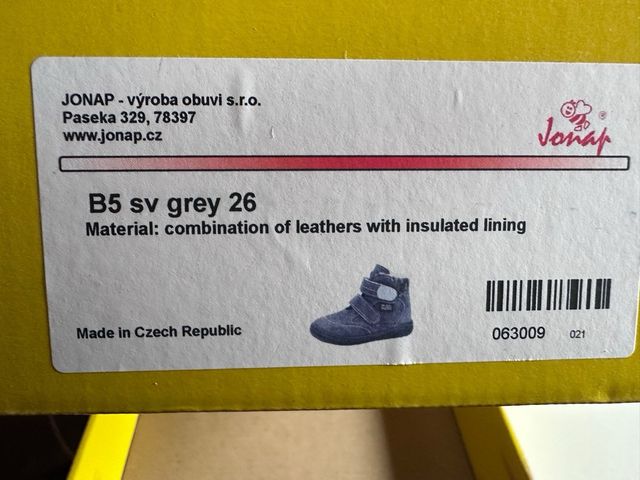 JONAP - výroba obuvi s.r.o.
Paseka 329, 78397
www.jonap.cz
Jonap ®
B5 sv grey 26
Material: combination of leathers with insulated lining
Made in Czech Republic
063009 021